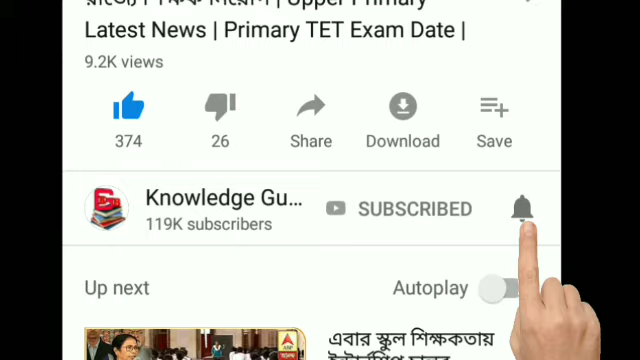 Latest News | Primary TET Exam Date |
9.2K views
374
26
Share
Download
Save
Knowledge Gu...
119K subscribers
SUBSCRIBED
Up next
Autoplay
এবার স্কুল শিক্ষকতায়